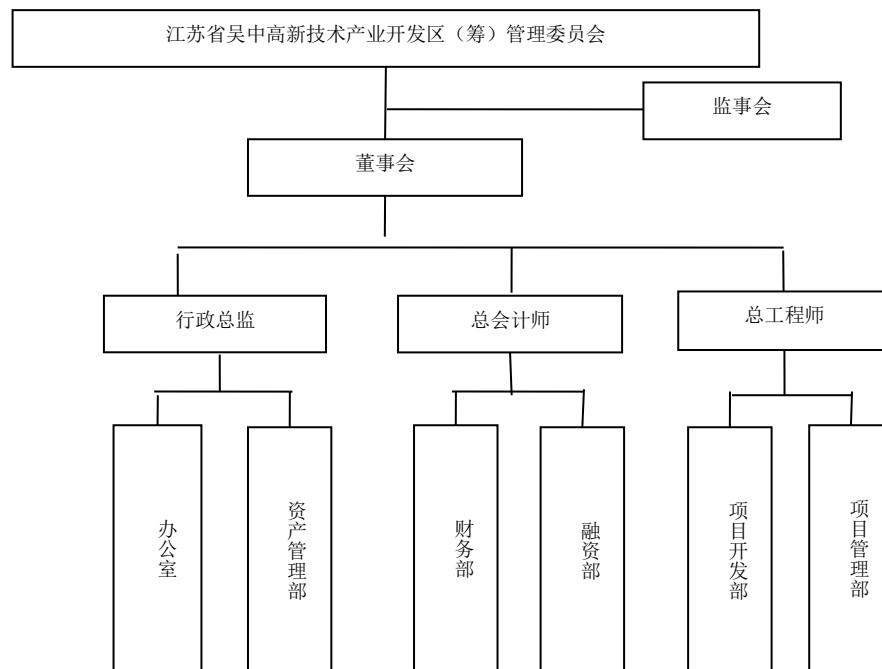 江苏省吴中高新技术产业开发区（筹）管理委员会
监事会
董事会
行政总监
总会计师
总工程师
办公室
资产管理部
财务部
融资部
项目开发部
项目管理部